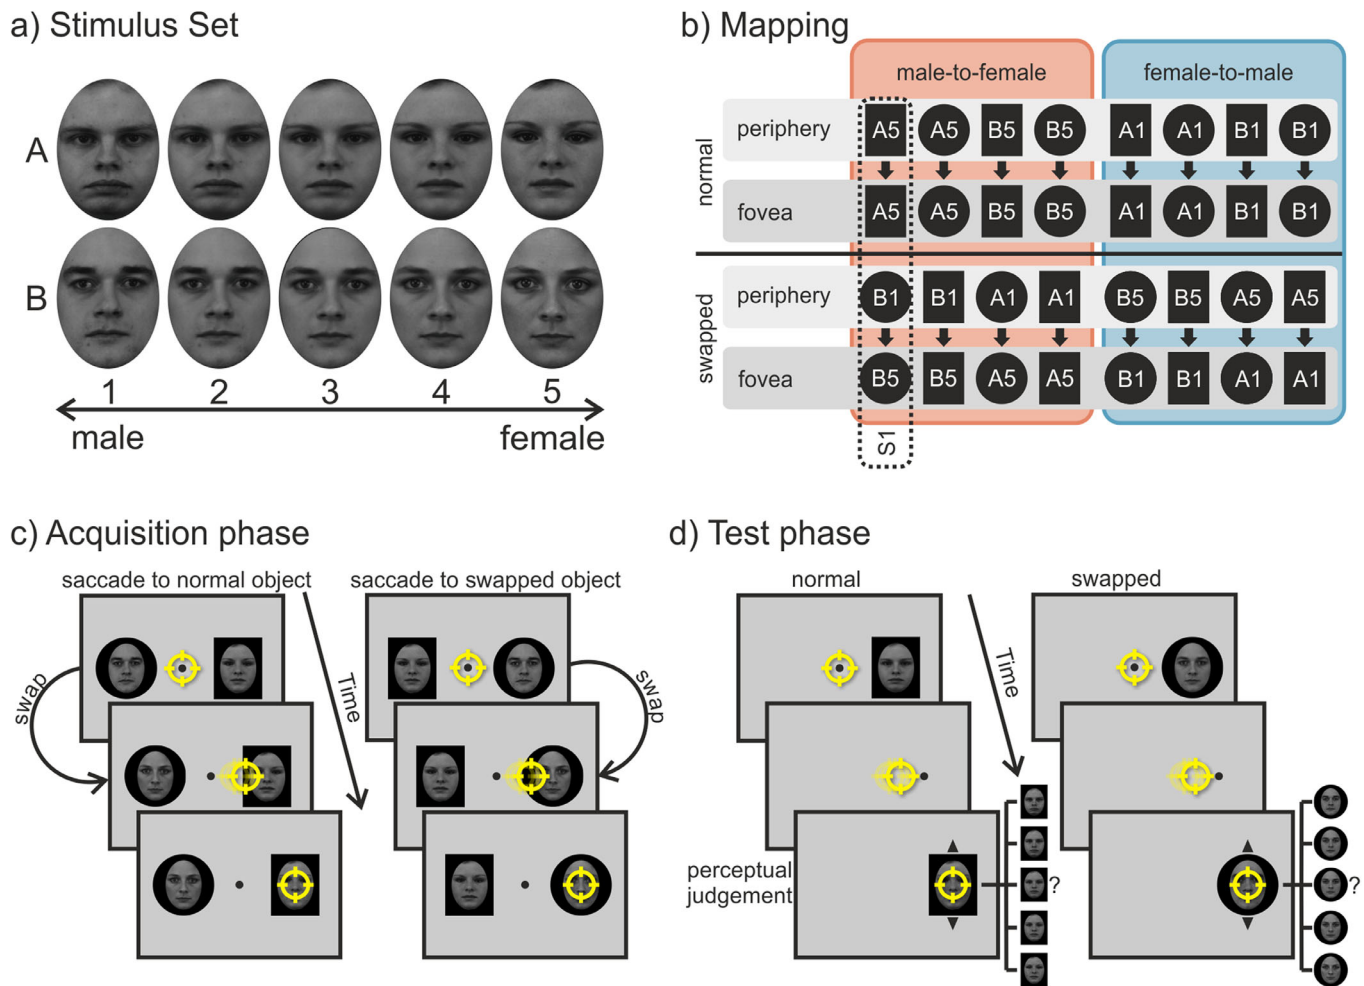 a) Stimulus Set
A
B
1 2 3 4 5
male female
b) Mapping
male-to-female female-to-male
normal
periphery A5 A5 B5 B5 A1 A1 B1 B1
fovea A5 A5 B5 B5 A1 A1 B1 B1
swapped
periphery B1 B1 A1 A1 B5 B5 A5 A5
fovea B5 B5 A5 A5 B1 B1 A1 A1
S1
c) Acquisition phase
saccade to normal object
saccade to swapped object
swap
Time
swap
d) Test phase
normal
swapped
Time
perceptual
judgement
?
?